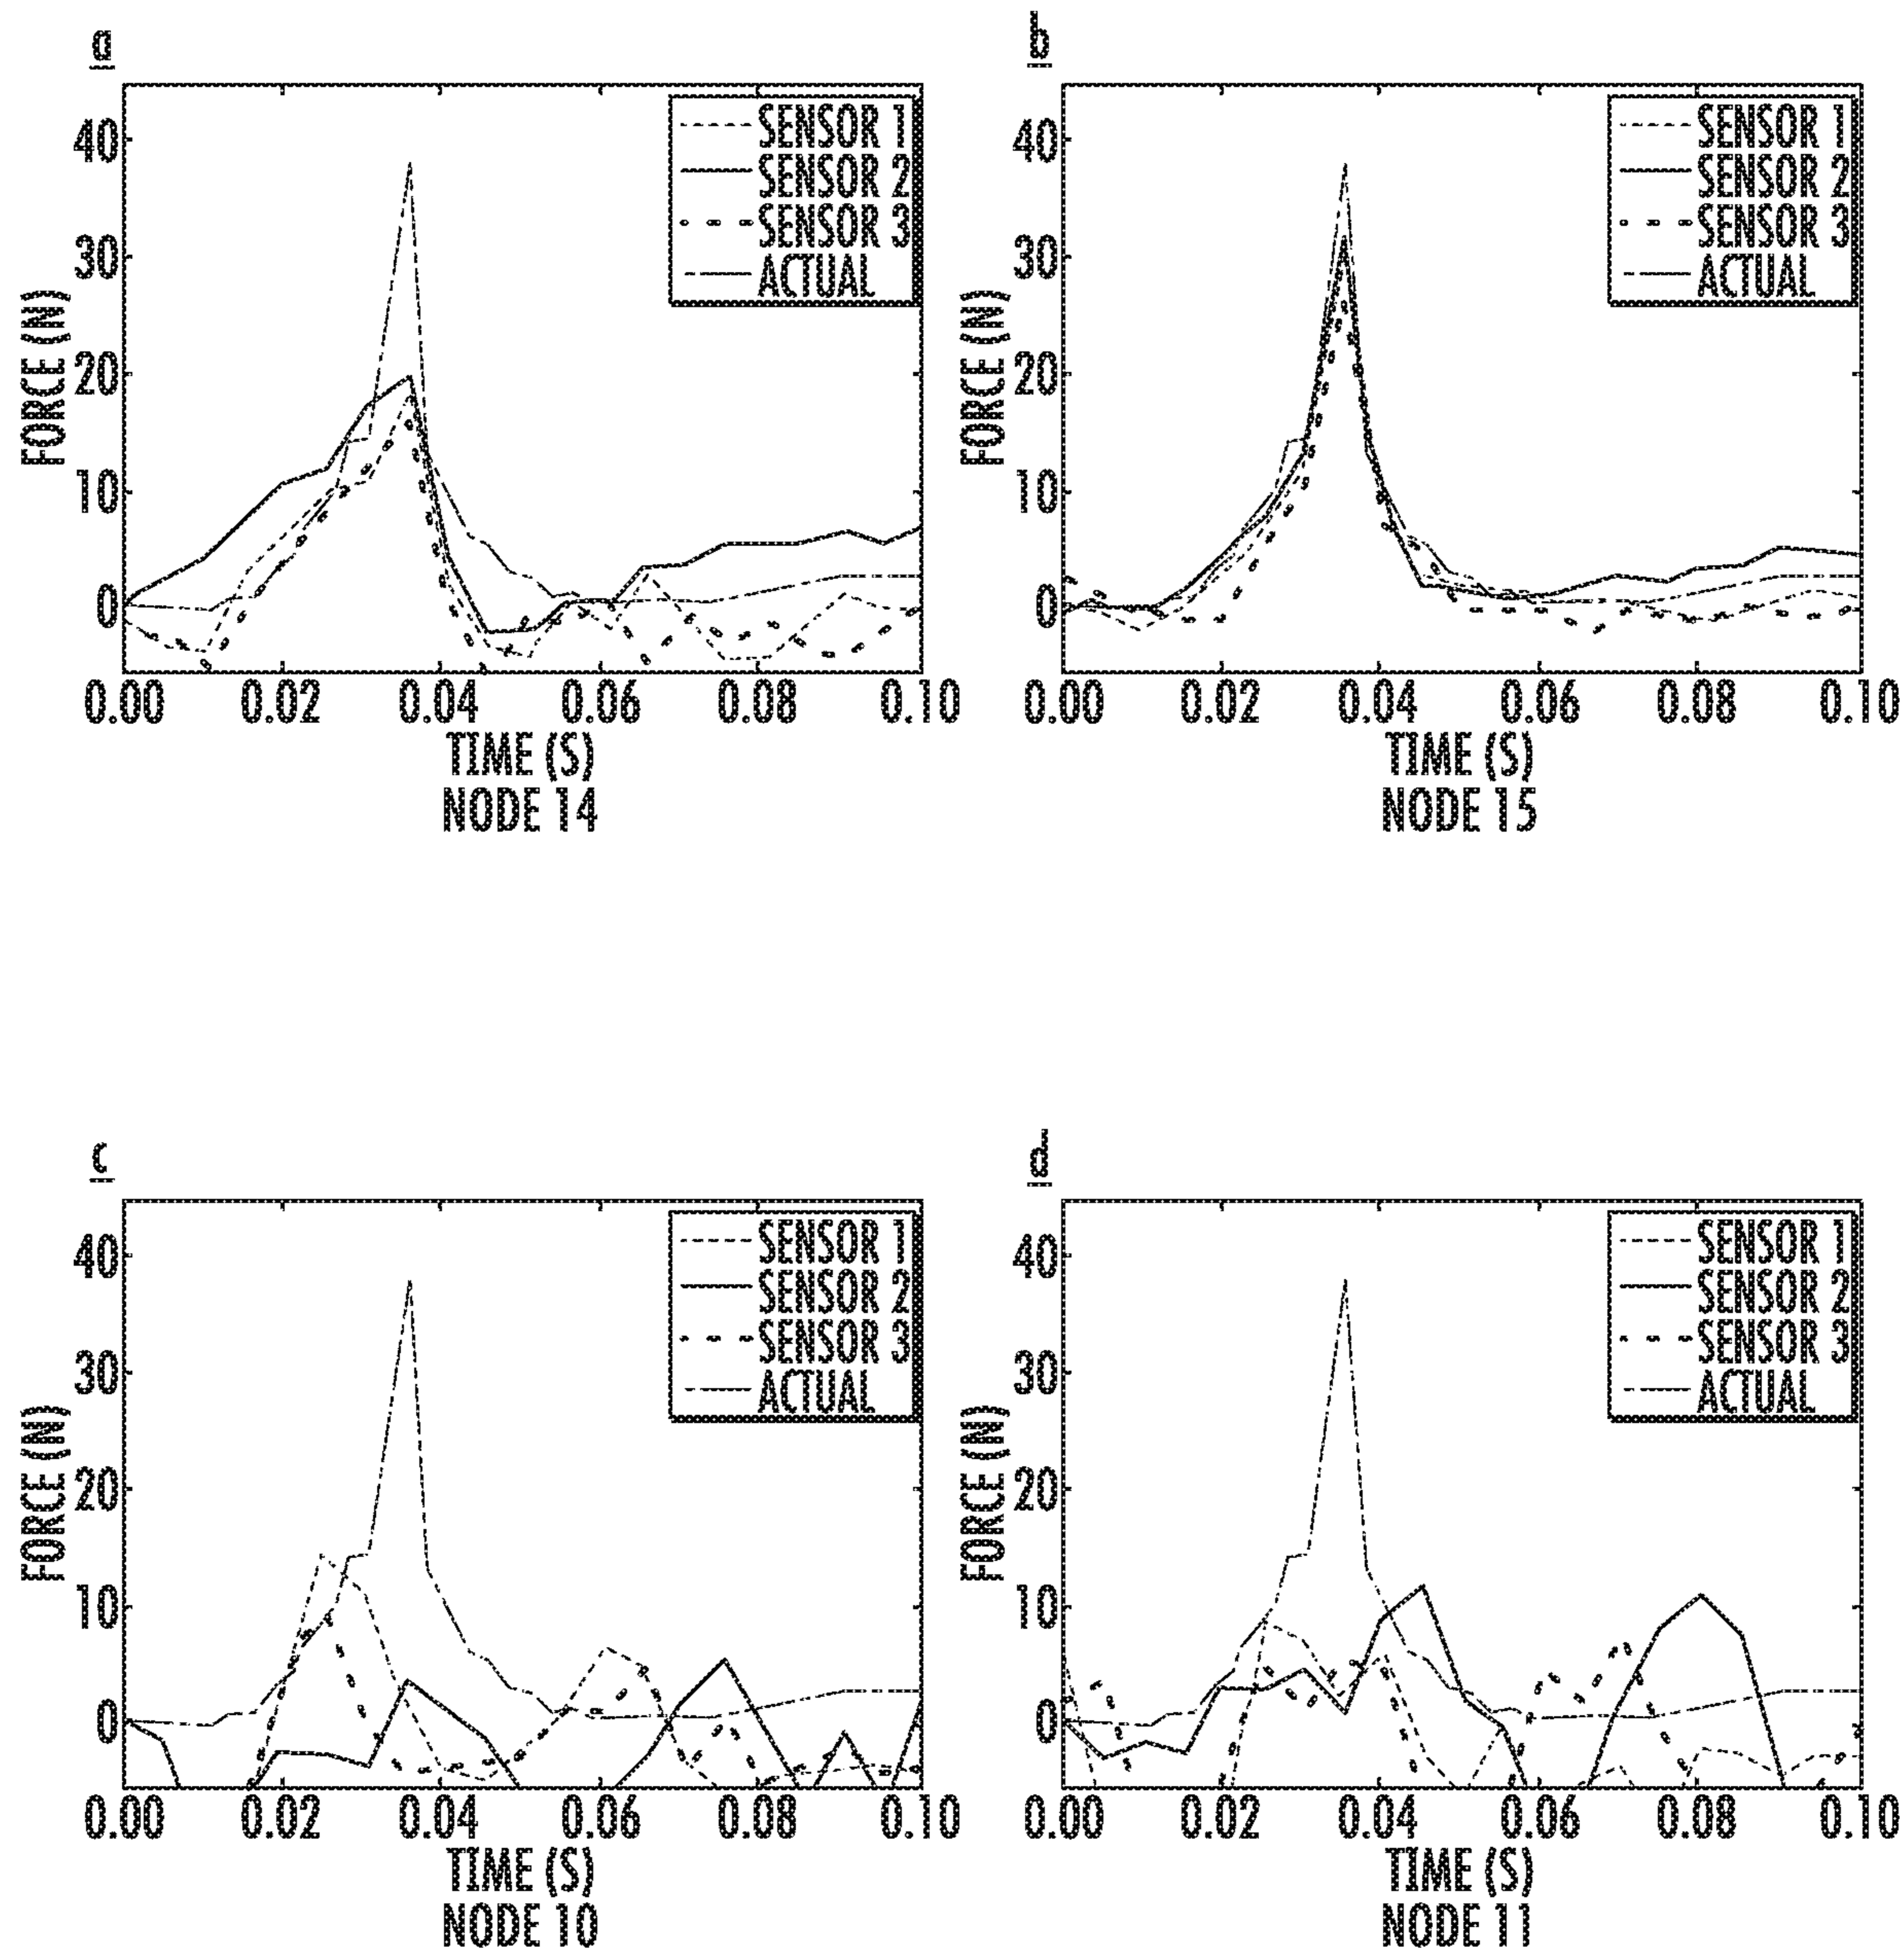 a
SENSOR 1
SENSOR 2
SENSOR 3
ACTUAL
40
30
20
10
0
FORCE (N)
0.00 0.02 0.04 0.06 0.08 0.10
TIME (S)
NODE 14
b
SENSOR 1
SENSOR 2
SENSOR 3
ACTUAL
40
30
20
10
0
FORCE (N)
0.00 0.02 0.04 0.06 0.08 0.10
TIME (S)
NODE 15
c
SENSOR 1
SENSOR 2
SENSOR 3
ACTUAL
40
30
20
10
0
FORCE (N)
0.00 0.02 0.04 0.06 0.08 0.10
TIME (S)
NODE 10
d
SENSOR 1
SENSOR 2
SENSOR 3
ACTUAL
40
30
20
10
0
FORCE (N)
0.00 0.02 0.04 0.06 0.08 0.10
TIME (S)
NODE 11